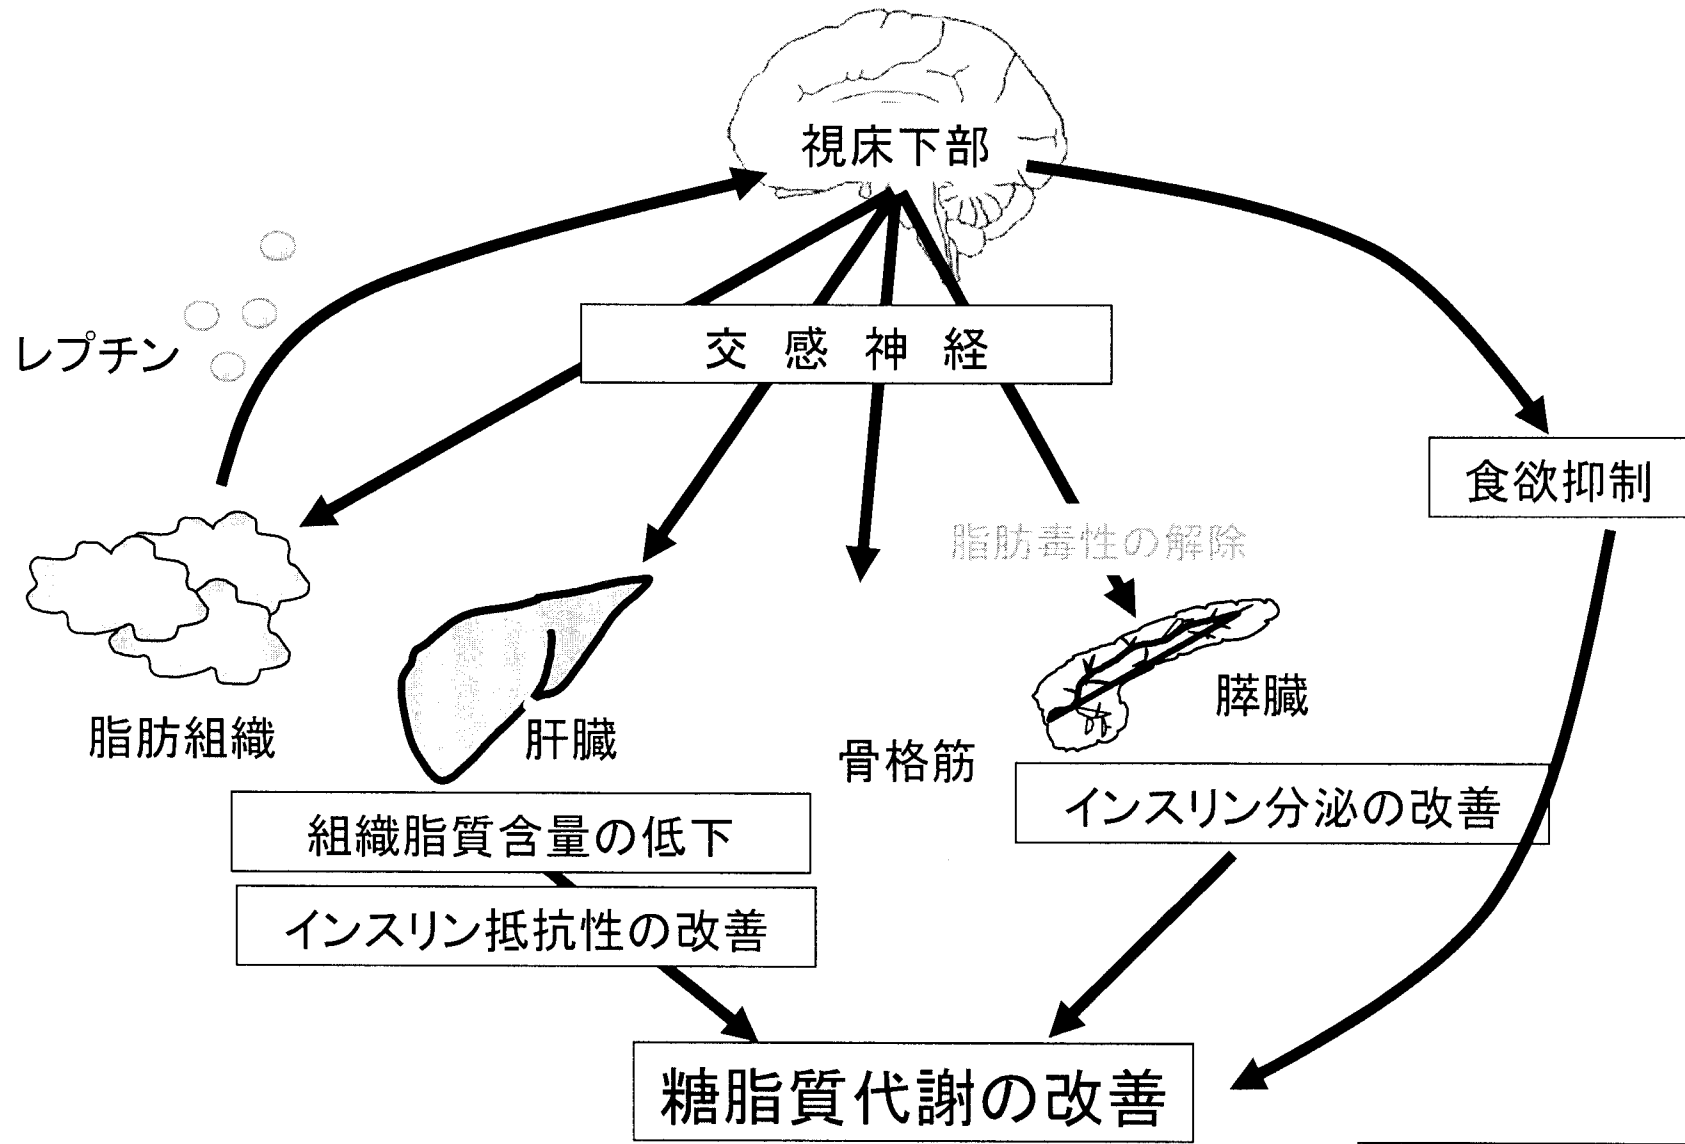 視床下部
レプチン
交感神経
食欲抑制
脂肪毒性の解除
膵臓
脂肪組織
肝臓
骨格筋
インスリン分泌の改善
組織脂質含量の低下
インスリン抵抗性の改善
糖脂質代謝の改善